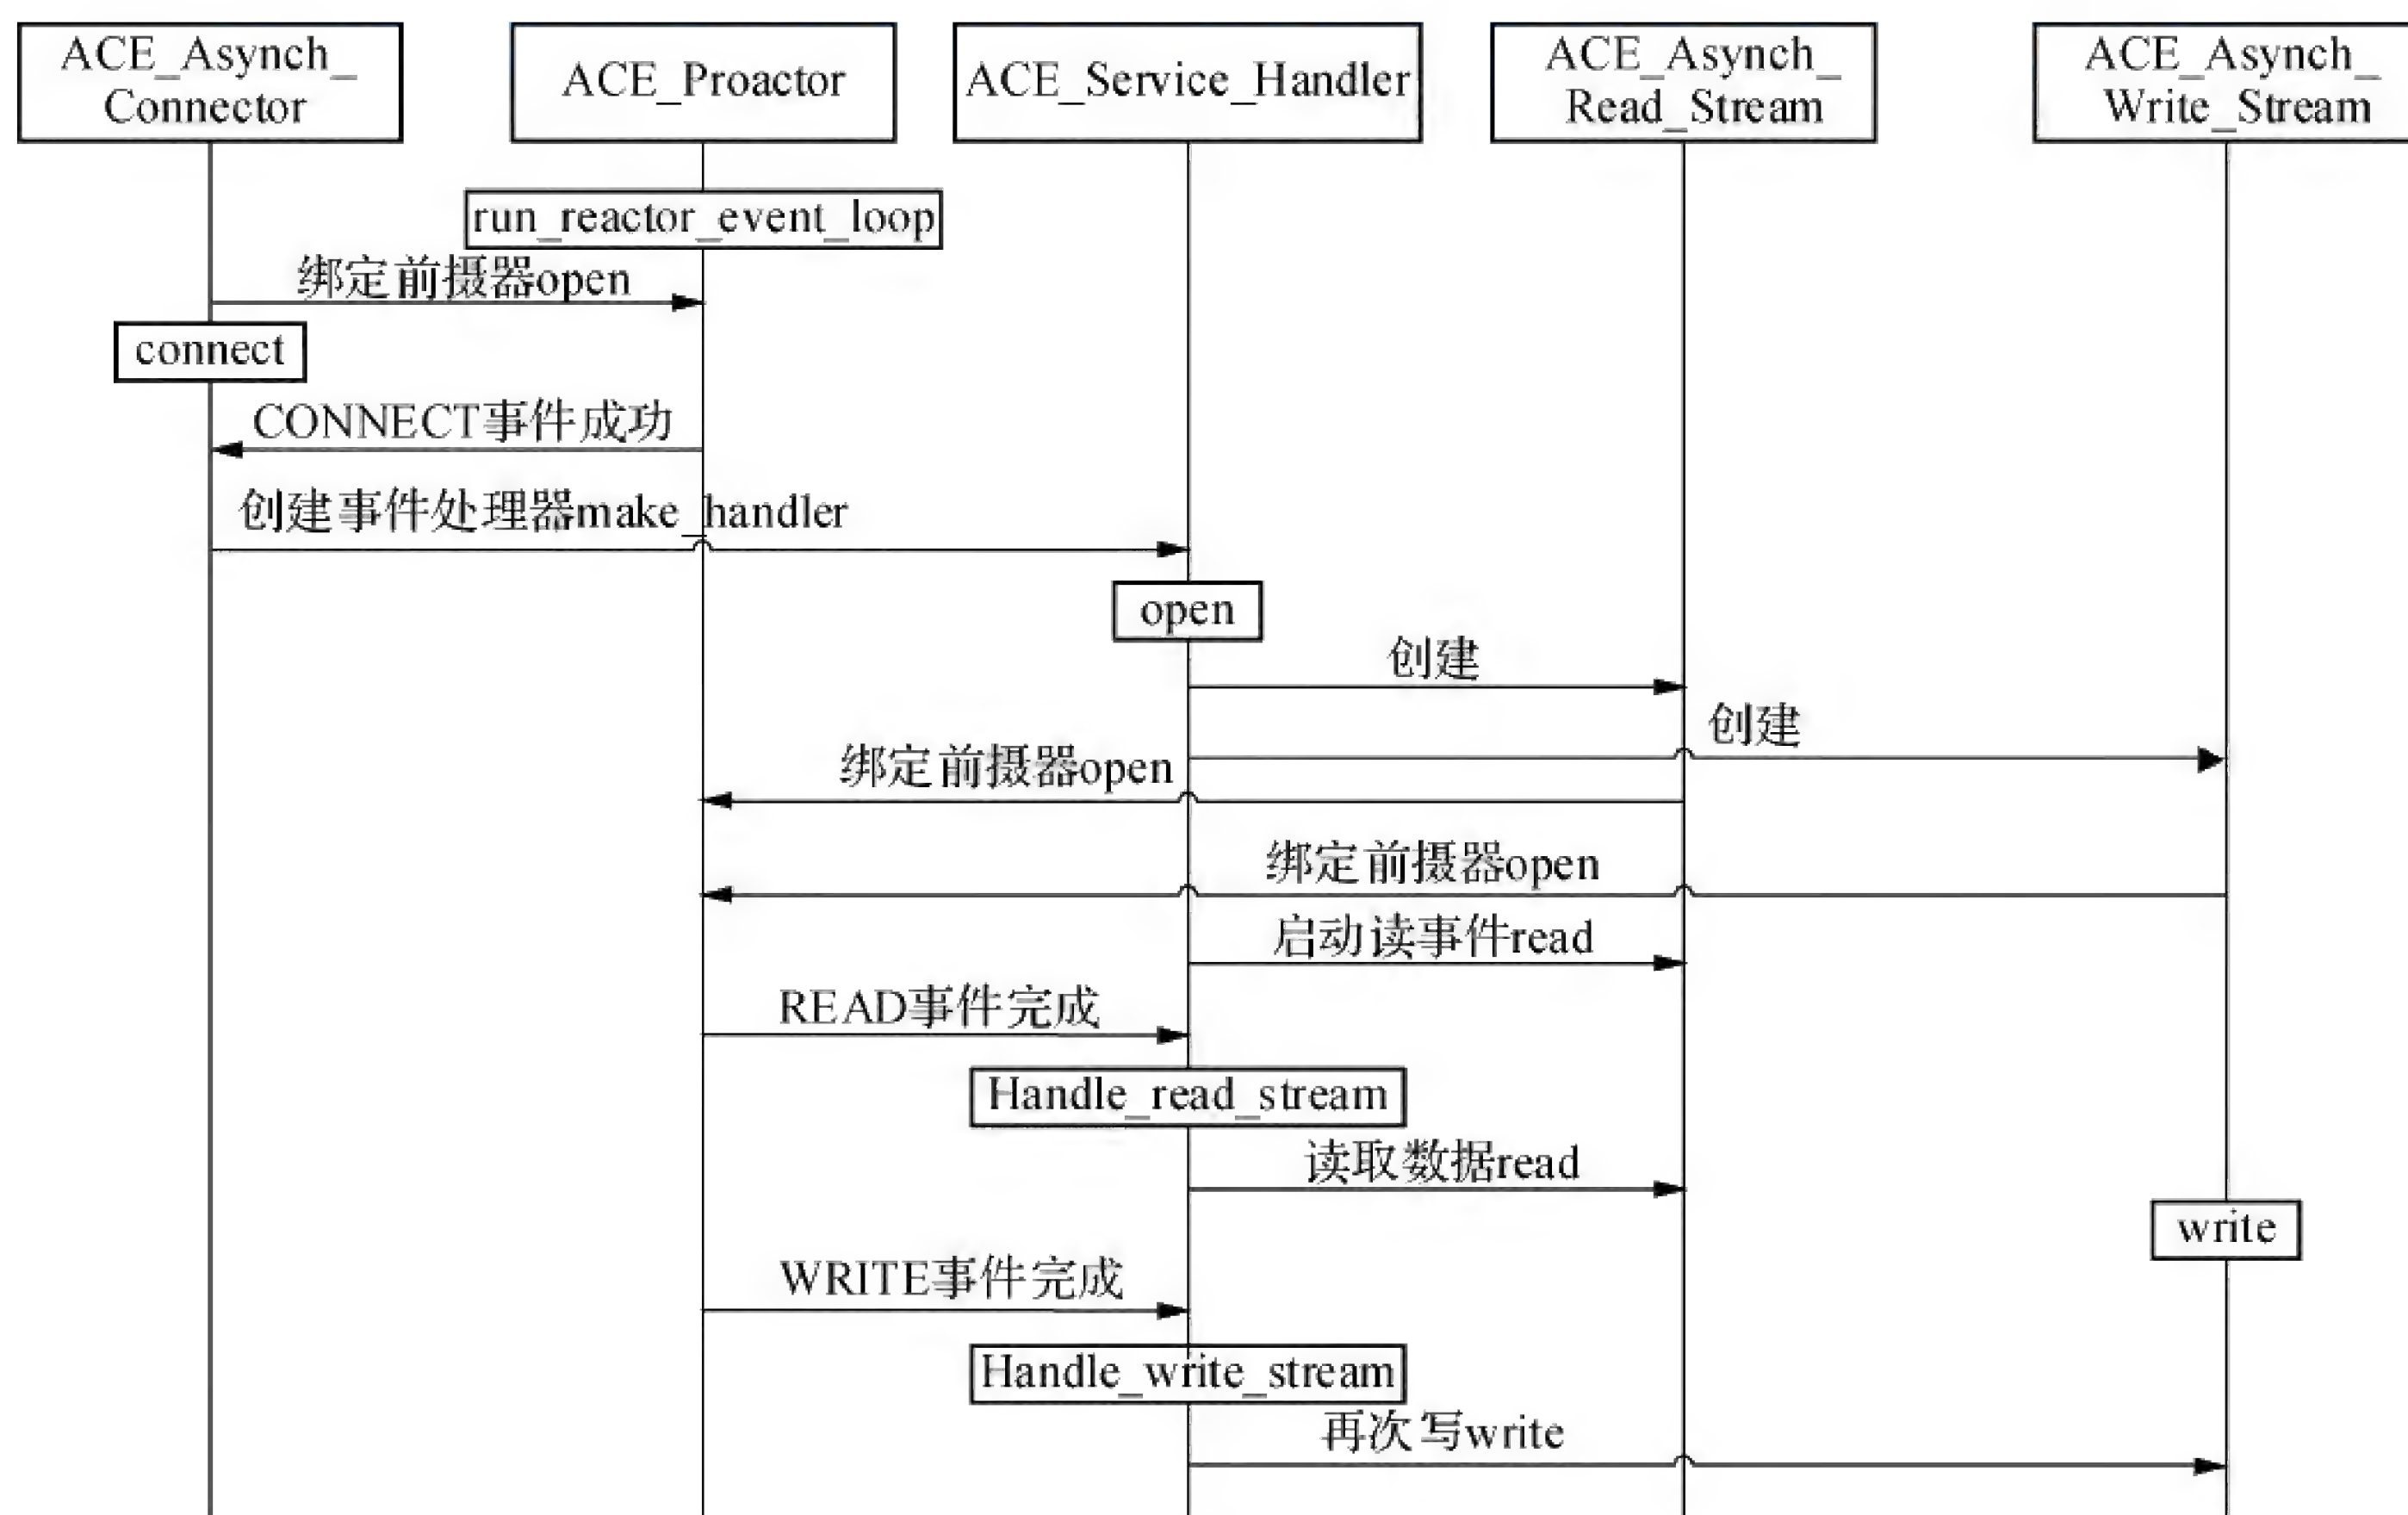 ACE_Asynch_
Connector
ACE_Proactor
ACE_Service_Handler
ACE_Asynch_
Read_Stream
ACE_Asynch_
Write_Stream
run_reactor_event_loop
绑定前摄器open
connect
CONNECT事件成功
创建事件处理器make_handler
open
创建
创建
绑定前摄器open
绑定前摄器open
启动读事件read
READ事件完成
Handle_read_stream
读取数据read
write
WRITE事件完成
Handle_write_stream
再次写write